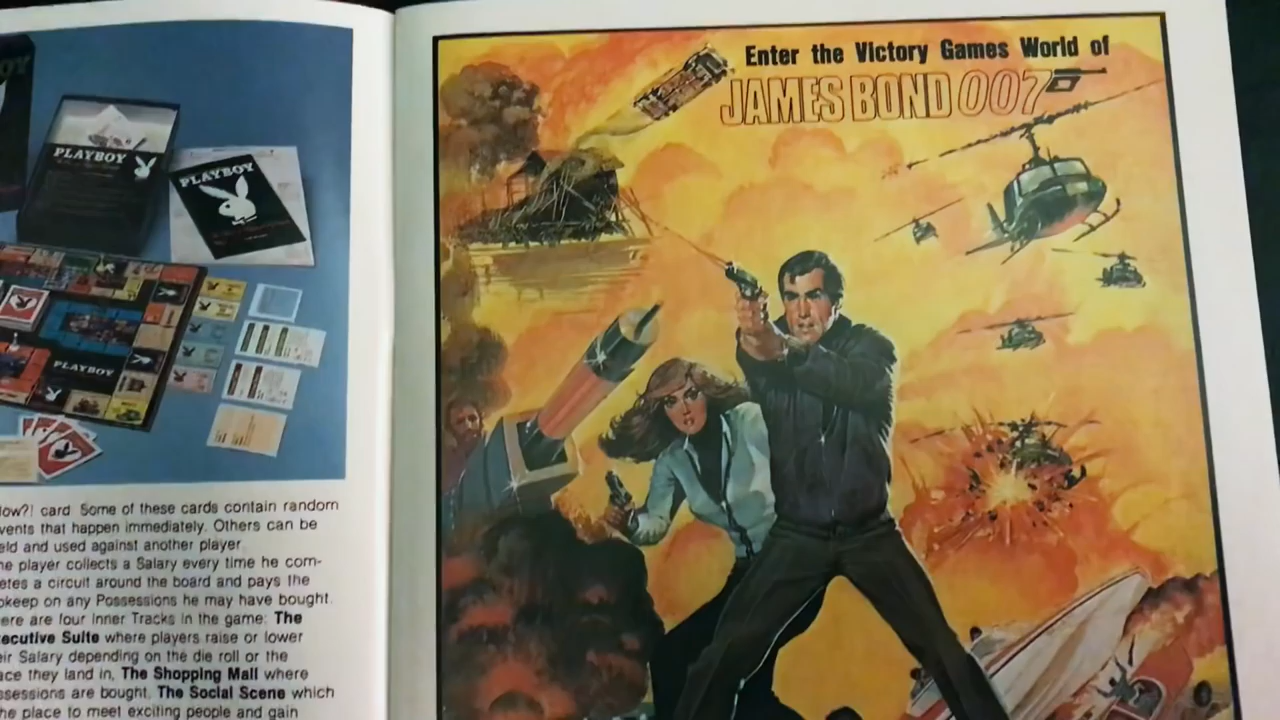 PLAYBOY
PLAYBOY
PLAYBOY
low?! card Some of these cards contain random
vents that happen immediately. Others can be
eld and used against another player
ne player collects a Salary every time he com-
etes a circuit around the board and pays the
pkeep on any Possessions he may have bought.
ere are four Inner Tracks in the game: The
xecutive Suite where players raise or lower
eir Salary depending on the die roll or the
ace they land in, The Shopping Mall where
ssessions are bought, The Social Scene which
the place to meet exciting people and gain
Enter the Victory Games World of
JAMES BOND 007